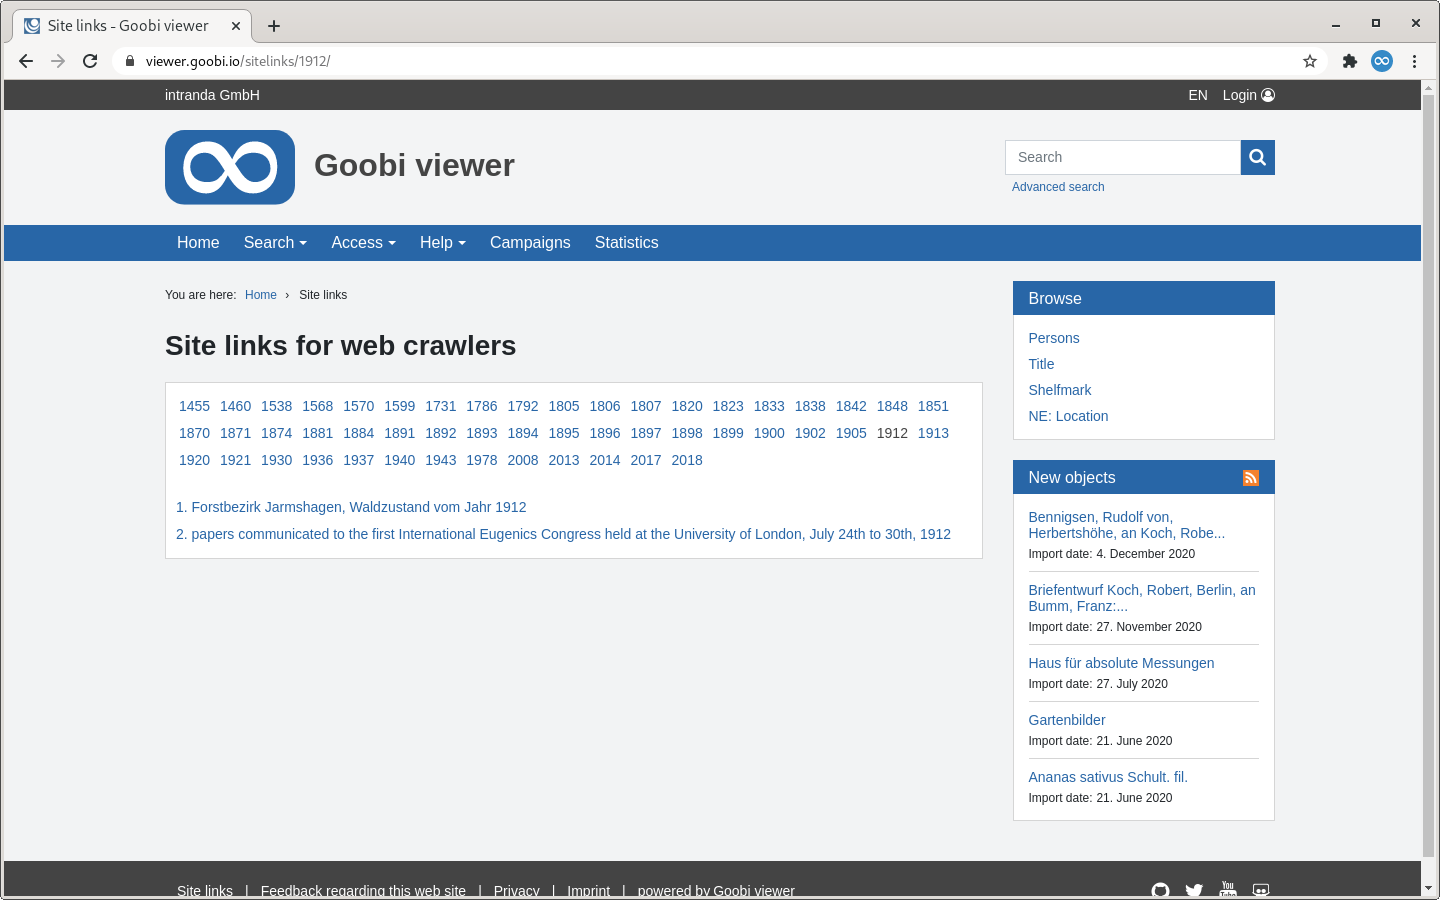 Site links - Goobi viewer
viewer.goobi.io/sitelinks/1912/
intranda GmbH
EN Login
Goobi viewer
Search
Advanced search
Home Search Access Help Campaigns Statistics
You are here: Home › Site links
Site links for web crawlers
1455 1460 1538 1568 1570 1599 1731 1786 1792 1805 1806 1807 1820 1823 1833 1838 1842 1848 1851
1870 1871 1874 1881 1884 1891 1892 1893 1894 1895 1896 1897 1898 1899 1900 1902 1905 1912 1913
1920 1921 1930 1936 1937 1940 1943 1978 2008 2013 2014 2017 2018
1. Forstbezirk Jarmshagen, Waldzustand vom Jahr 1912
2. papers communicated to the first International Eugenics Congress held at the University of London, July 24th to 30th, 1912
Browse
Persons
Title
Shelfmark
NE: Location
New objects
Bennigsen, Rudolf von,
Herbertshöhe, an Koch, Robe...
Import date: 4. December 2020
Briefentwurf Koch, Robert, Berlin, an
Bumm, Franz:...
Import date: 27. November 2020
Haus für absolute Messungen
Import date: 27. July 2020
Gartenbilder
Import date: 21. June 2020
Ananas sativus Schult. fil.
Import date: 21. June 2020
Site links | Feedback regarding this web site | Privacy | Imprint | powered by Goobi viewer
You
Tube